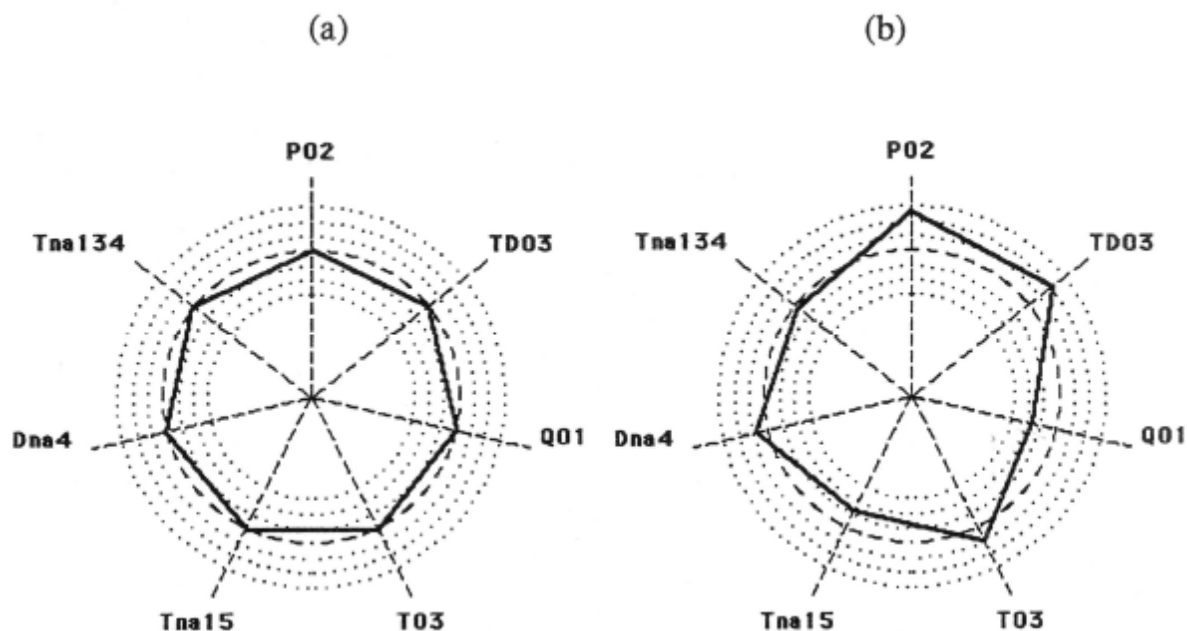 (a)
(b)
P02
P02
Tna134
TD03
Tna134
TD03
Dna4
Q01
Dna4
Q01
Tna15
T03
Tna15
T03